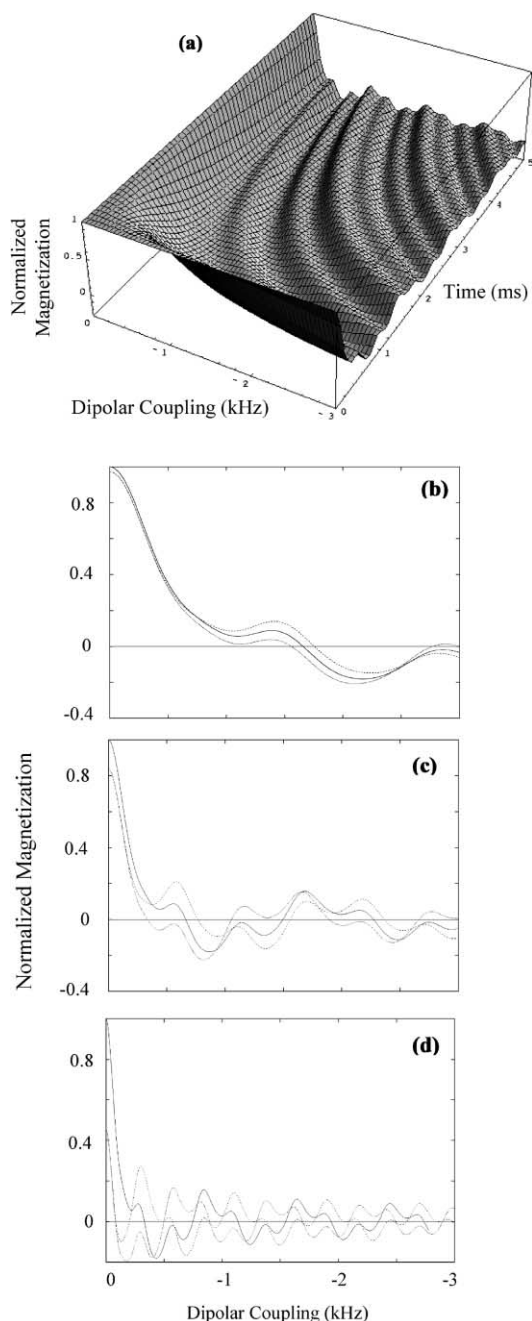 (a)
Normalized
Magnetization
1
0.5
0
0
- 1
- 2
- 3
Dipolar Coupling (kHz)
0
1
2
3
4
5
Time (ms)
(b)
0.8
0.4
0
-0.4
(c)
0.8
0.4
0
-0.4
Normalized Magnetization
(d)
0.8
0.4
0
0
-1
-2
-3
Dipolar Coupling (kHz)